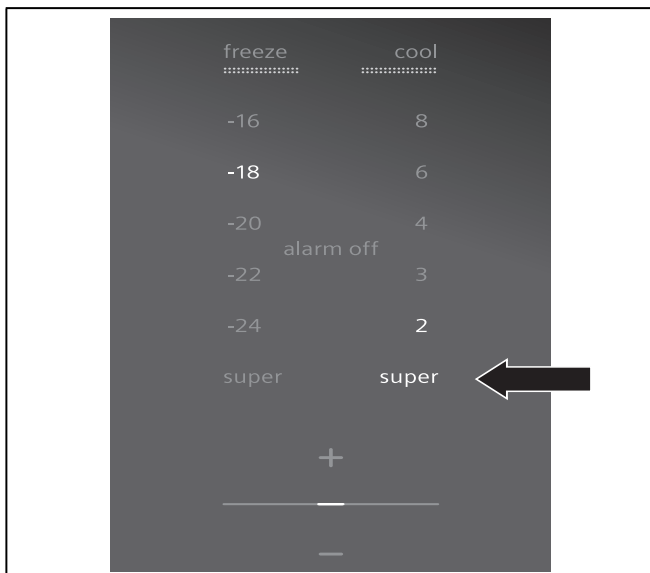 freeze cool
-16 8
-18 6
-20 4
alarm off
-22 3
-24 2
super super
+
—